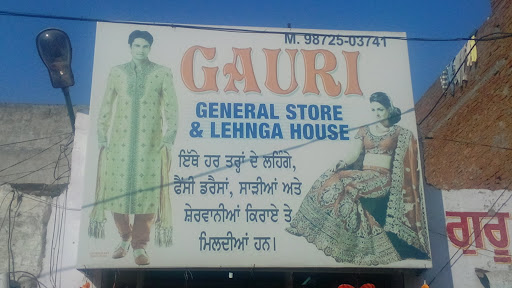 M. 98725-03741
GAURI
GENERAL STORE
& LEHNGA HOUSE
ਇੱਥੇ ਹਰ ਤਰ੍ਹਾਂ ਦੇ ਲਹਿੰਗੇ,
ਫੈਂਸੀ ਡਰੈਸਾਂ, ਸਾੜੀਆਂ ਅਤੇ
ਸ਼ੇਰਵਾਨੀਆਂ ਕਿਰਾਏ ਤੇ
ਮਿਲਦੀਆਂ ਹਨ।
ਗੁਰੂ